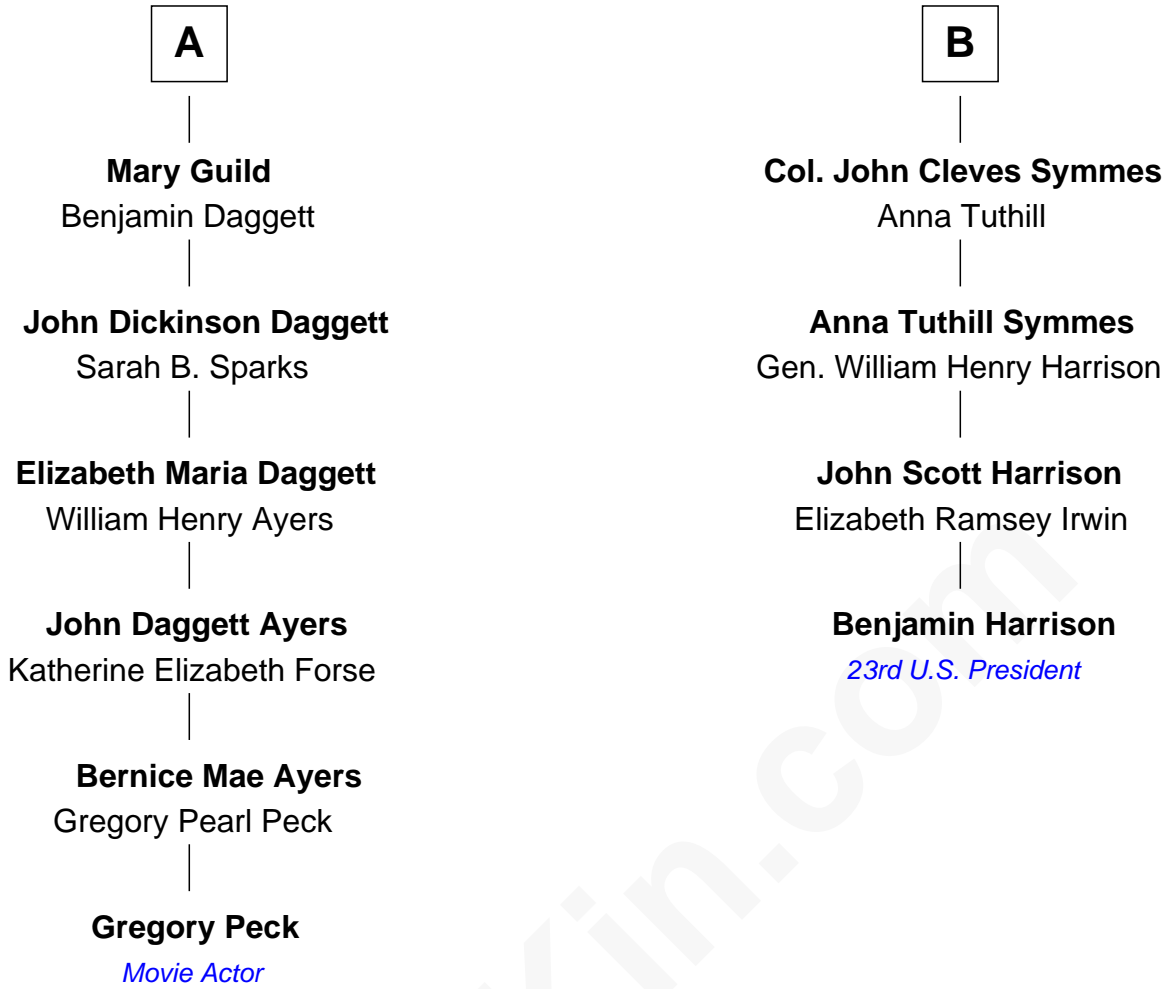 A
Mary Guild
Benjamin Daggett
John Dickinson Daggett
Sarah B. Sparks
Elizabeth Maria Daggett
William Henry Ayers
John Daggett Ayers
Katherine Elizabeth Forse
Bernice Mae Ayers
Gregory Pearl Peck
Gregory Peck
Movie Actor
B
Col. John Cleves Symmes
Anna Tuthill
Anna Tuthill Symmes
Gen. William Henry Harrison
John Scott Harrison
Elizabeth Ramsey Irwin
Benjamin Harrison
23rd U.S. President
Kin.com